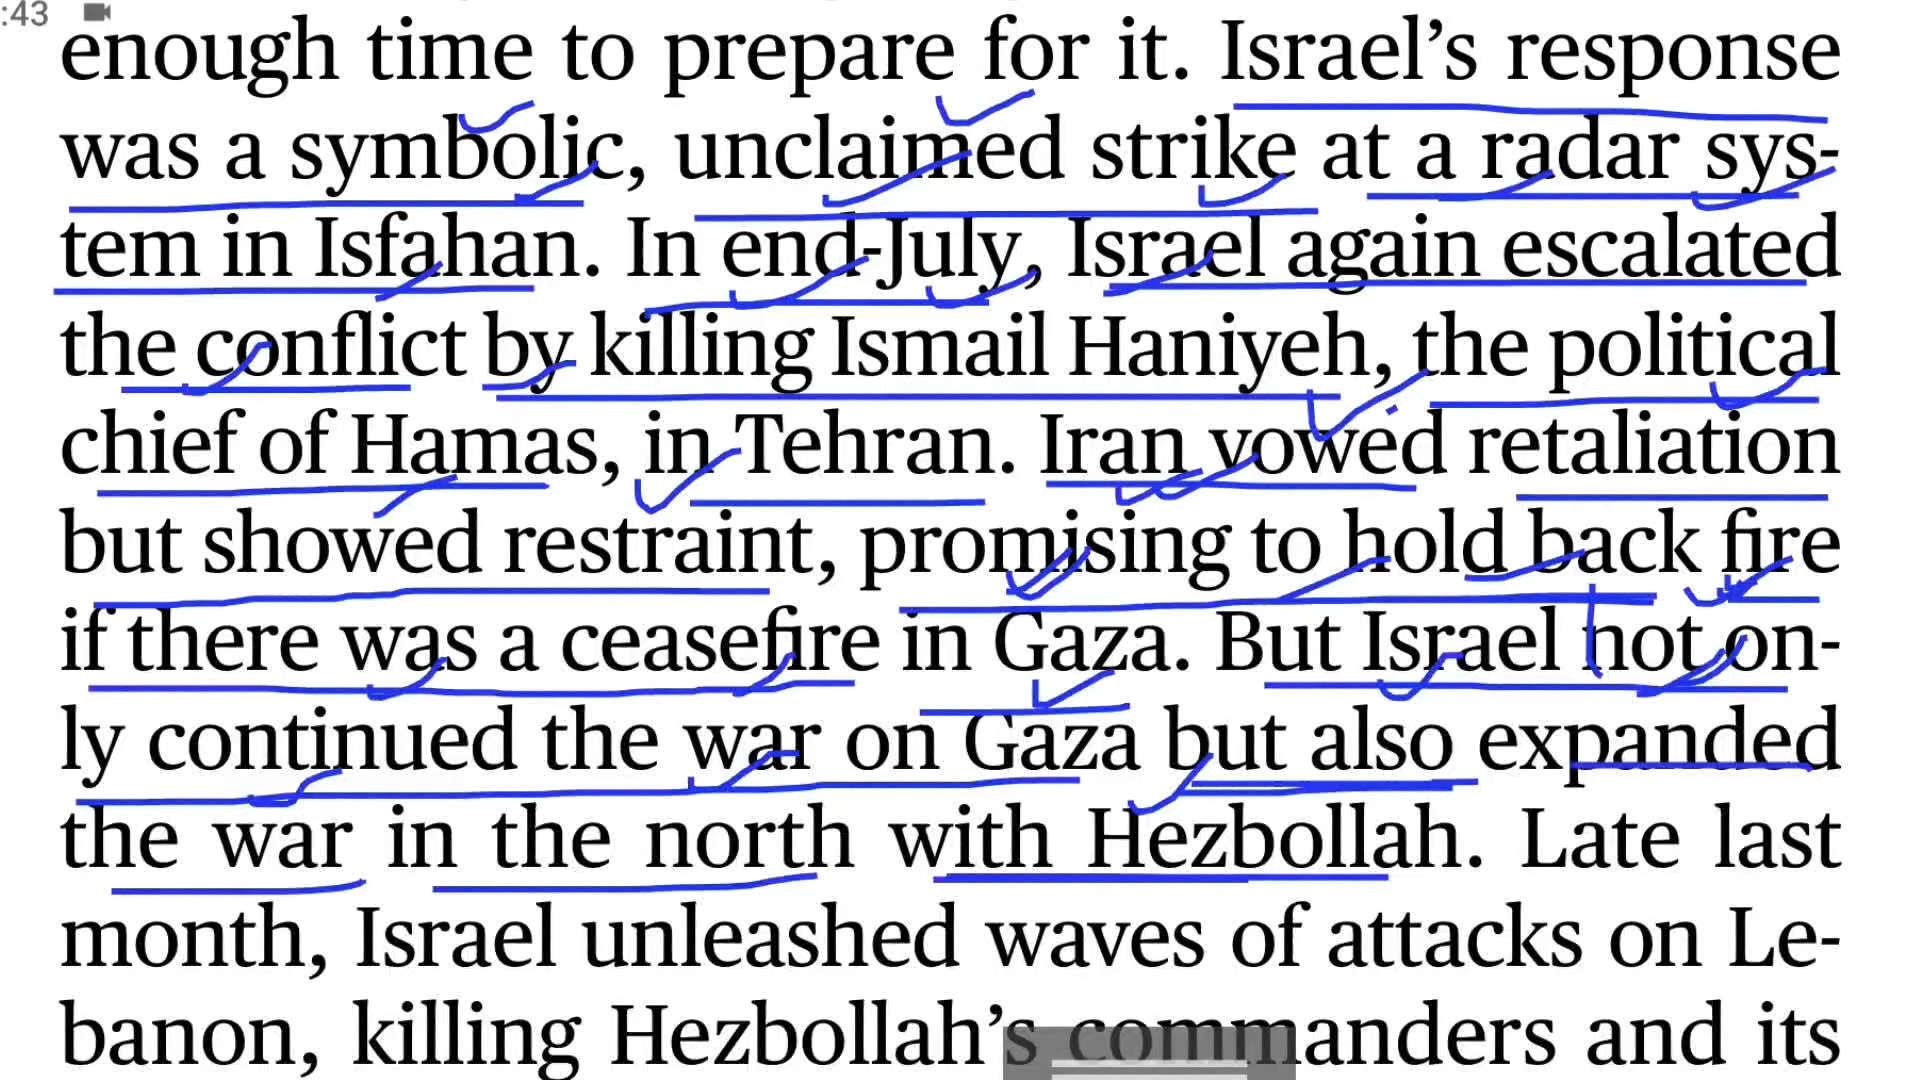 :43
enough time to prepare for it. Israel’s response
was a symbolic, unclaimed strike at a radar sys-
tem in Isfahan. In end-July, Israel again escalated
the conflict by killing Ismail Haniyeh, the political
chief of Hamas, in Tehran. Iran vowed retaliation
but showed restraint, promising to hold back fire
if there was a ceasefire in Gaza. But Israel not on-
ly continued the war on Gaza but also expanded
the war in the north with Hezbollah. Late last
month, Israel unleashed waves of attacks on Le-
banon, killing Hezbollah’s commanders and its